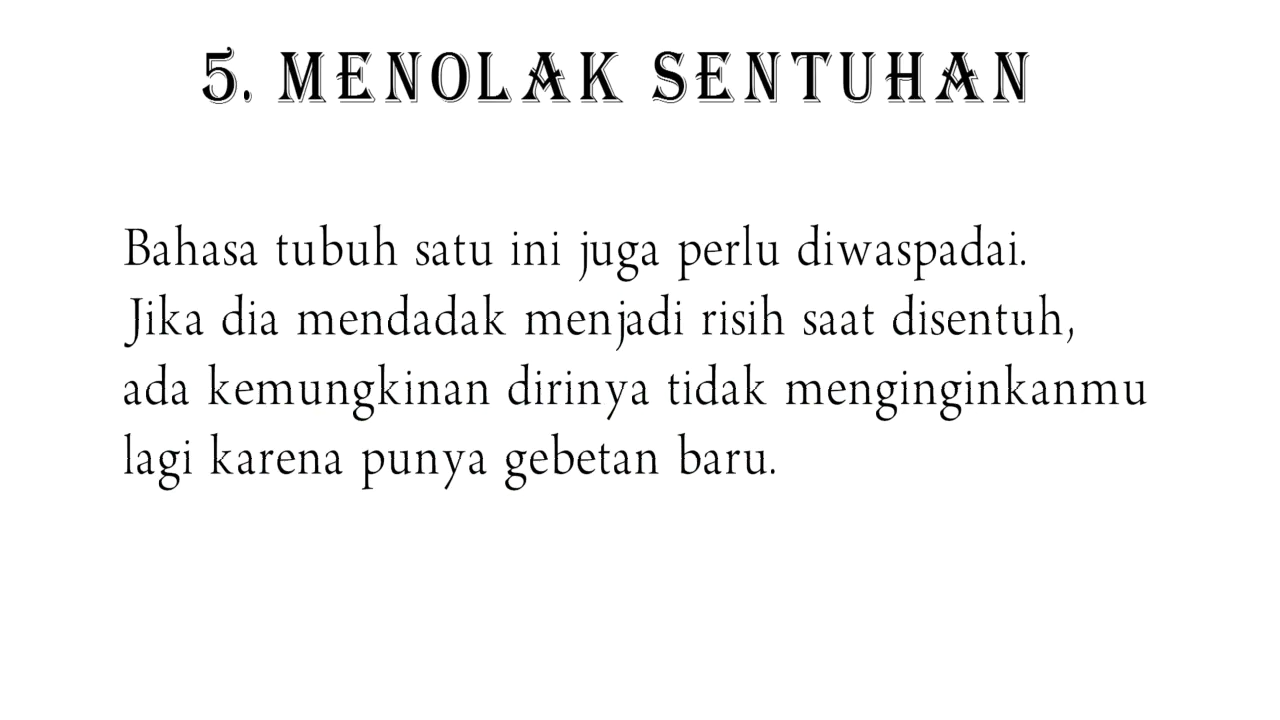 5. MENOLAK SENTUHAN
Bahasa tubuh satu ini juga perlu diwaspadai.
Jika dia mendadak menjadi risih saat disentuh,
ada kemungkinan dirinya tidak menginginkanmu
lagi karena punya gebetan baru.